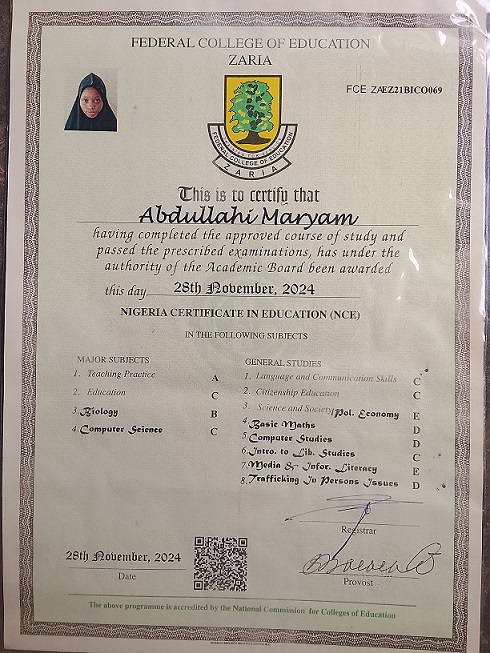 FEDERAL COLLEGE OF EDUCATION
ZARIA
FCE ZAEZ21BICO069
FEDERAL COLLEGE OF EDUCATION
ZARIA
This is to certify that
Abdullahi Maryam
having completed the approved course of study and
passed the prescribed examinations, has under the
authority of the Academic Board been awarded
this day 28th November, 2024
NIGERIA CERTIFICATE IN EDUCATION (NCE)
IN THE FOLLOWING SUBJECTS
MAJOR SUBJECTS
1. Teaching Practice A
2. Education C
3. Biology B
4. Computer Science C
GENERAL STUDIES
1. Language and Communication Skills C
2. Citizenship Education C
3. Science and Society/Pol. Economy E
4. Basic Maths D
5. Computer Studies D
6. Intro. to Lib. Studies C
7. Media & Infor. Literacy E
8. Trafficking In Persons Issues D
Registrar
28th November, 2024
Date
Provost
The above programme is accredited by the National Commission for Colleges of Education